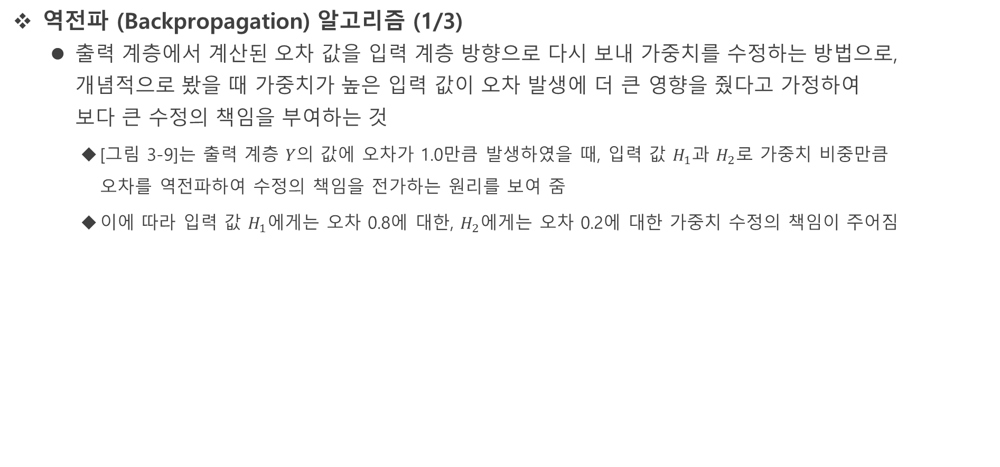 ❖ 역전파 (Backpropagation) 알고리즘 (1/3)
● 출력 계층에서 계산된 오차 값을 입력 계층 방향으로 다시 보내 가중치를 수정하는 방법으로,
개념적으로 봤을 때 가중치가 높은 입력 값이 오차 발생에 더 큰 영향을 줬다고 가정하여
보다 큰 수정의 책임을 부여하는 것
◆ [그림 3-9]는 출력 계층 Y의 값에 오차가 1.0만큼 발생하였을 때, 입력 값 H₁과 H₂로 가중치 비중만큼
오차를 역전파하여 수정의 책임을 전가하는 원리를 보여 줌
◆ 이에 따라 입력 값 H₁에게는 오차 0.8에 대한, H₂에게는 오차 0.2에 대한 가중치 수정의 책임이 주어짐